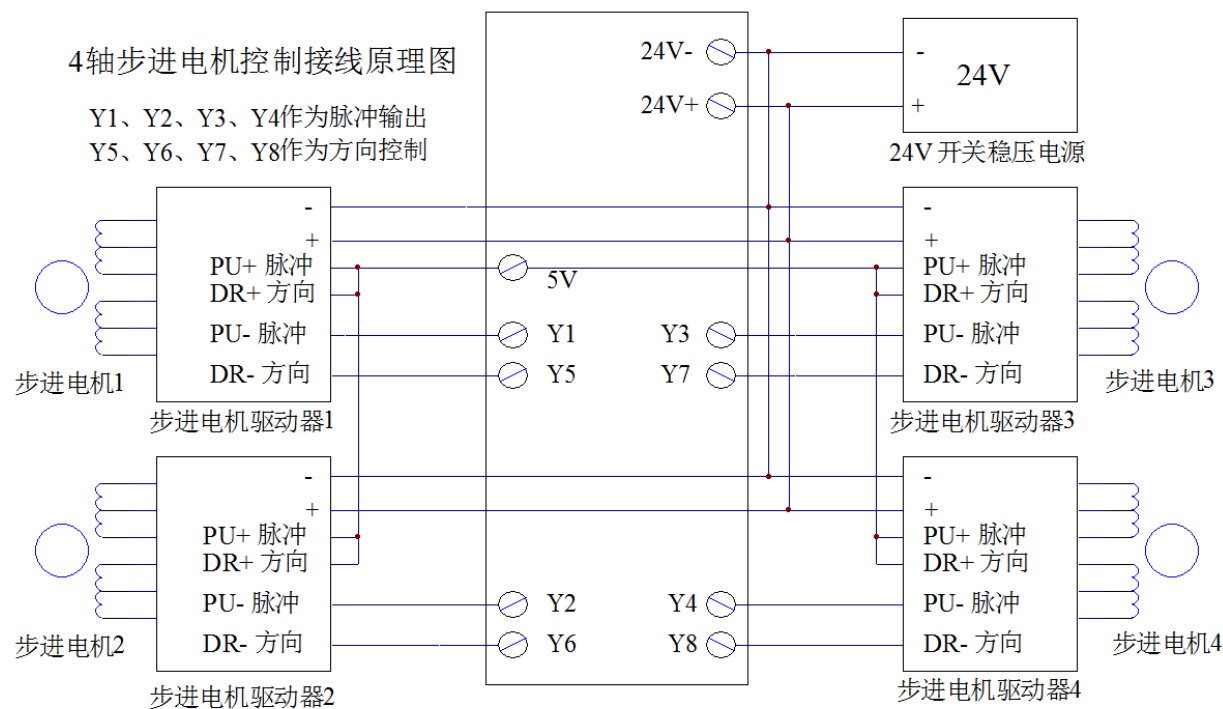 4轴步进电机控制接线原理图
Y1、Y2、Y3、Y4作为脉冲输出
Y5、Y6、Y7、Y8作为方向控制
24V-
24V+
-
24V
+
24V 开关稳压电源
-
+
PU+ 脉冲
DR+ 方向
PU- 脉冲
DR- 方向
步进电机1
步进电机驱动器1
5V
Y1
Y3
Y5
Y7
-
+
PU+ 脉冲
DR+ 方向
PU- 脉冲
DR- 方向
步进电机3
步进电机驱动器3
-
+
PU+ 脉冲
DR+ 方向
PU- 脉冲
DR- 方向
步进电机2
步进电机驱动器2
Y2
Y4
Y6
Y8
-
+
PU+ 脉冲
DR+ 方向
PU- 脉冲
DR- 方向
步进电机4
步进电机驱动器4